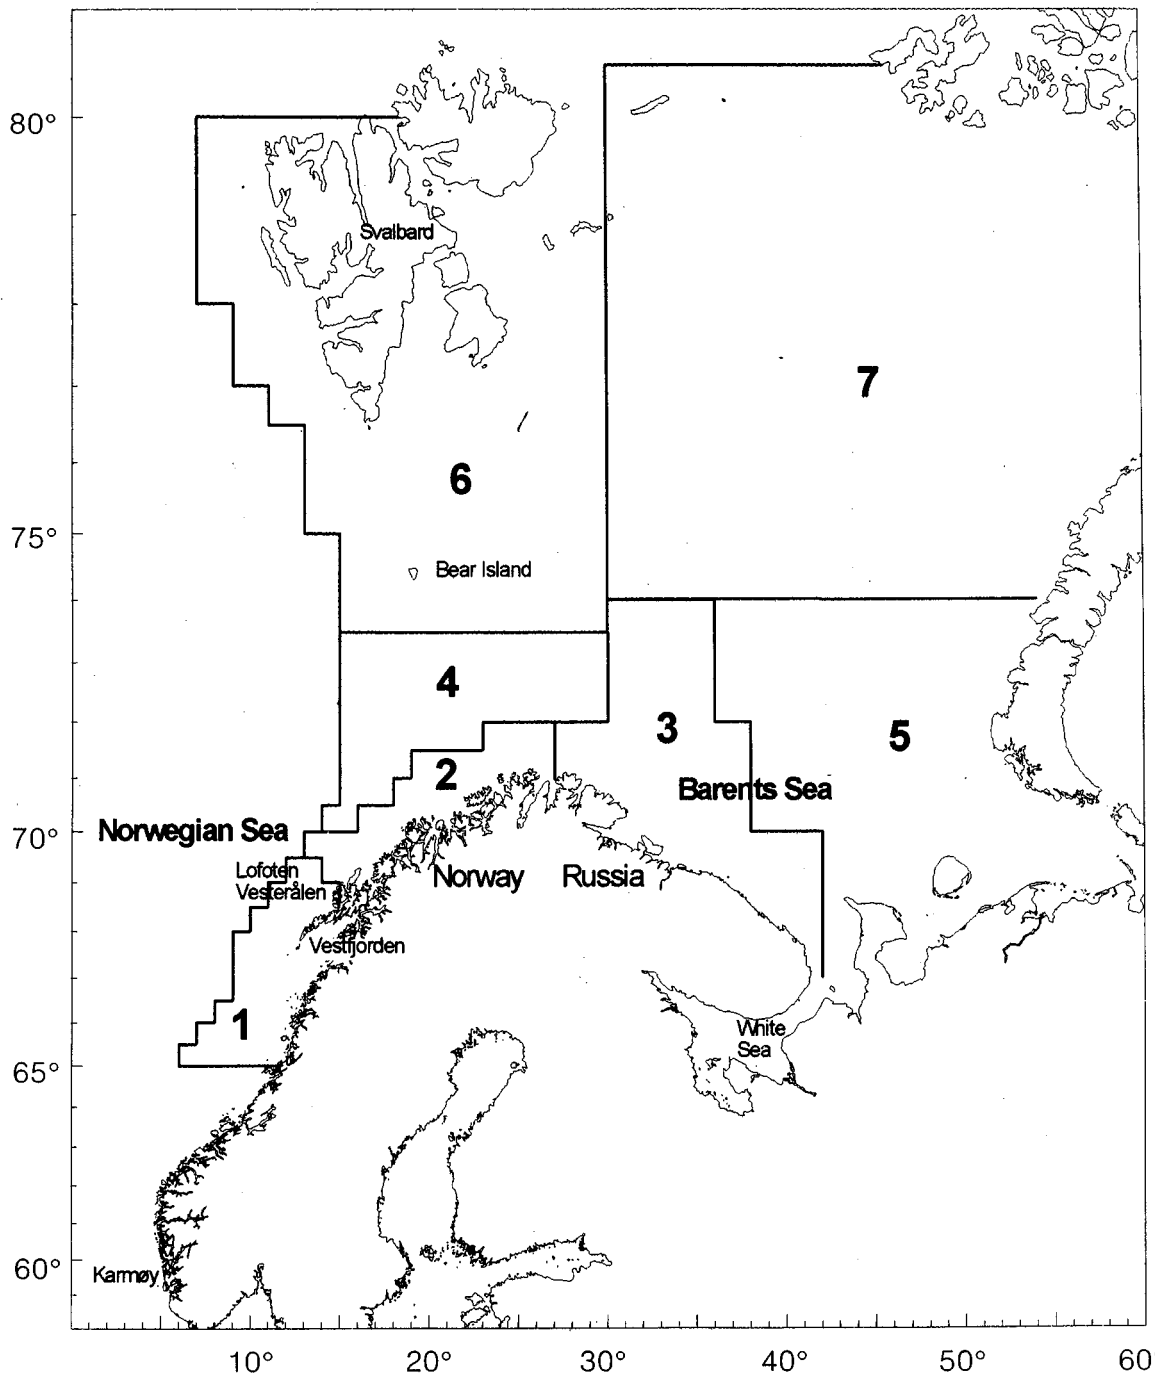 80°
Svalbard
7
6
75°
Bear Island
4
3
5
2
Barents Sea
Norwegian Sea
70°
Lofoten
Vesterålen
Norway
Russia
Vestfjorden
1
White
Sea
65°
60°
Karmøy
10°
20°
30°
40°
50°
60